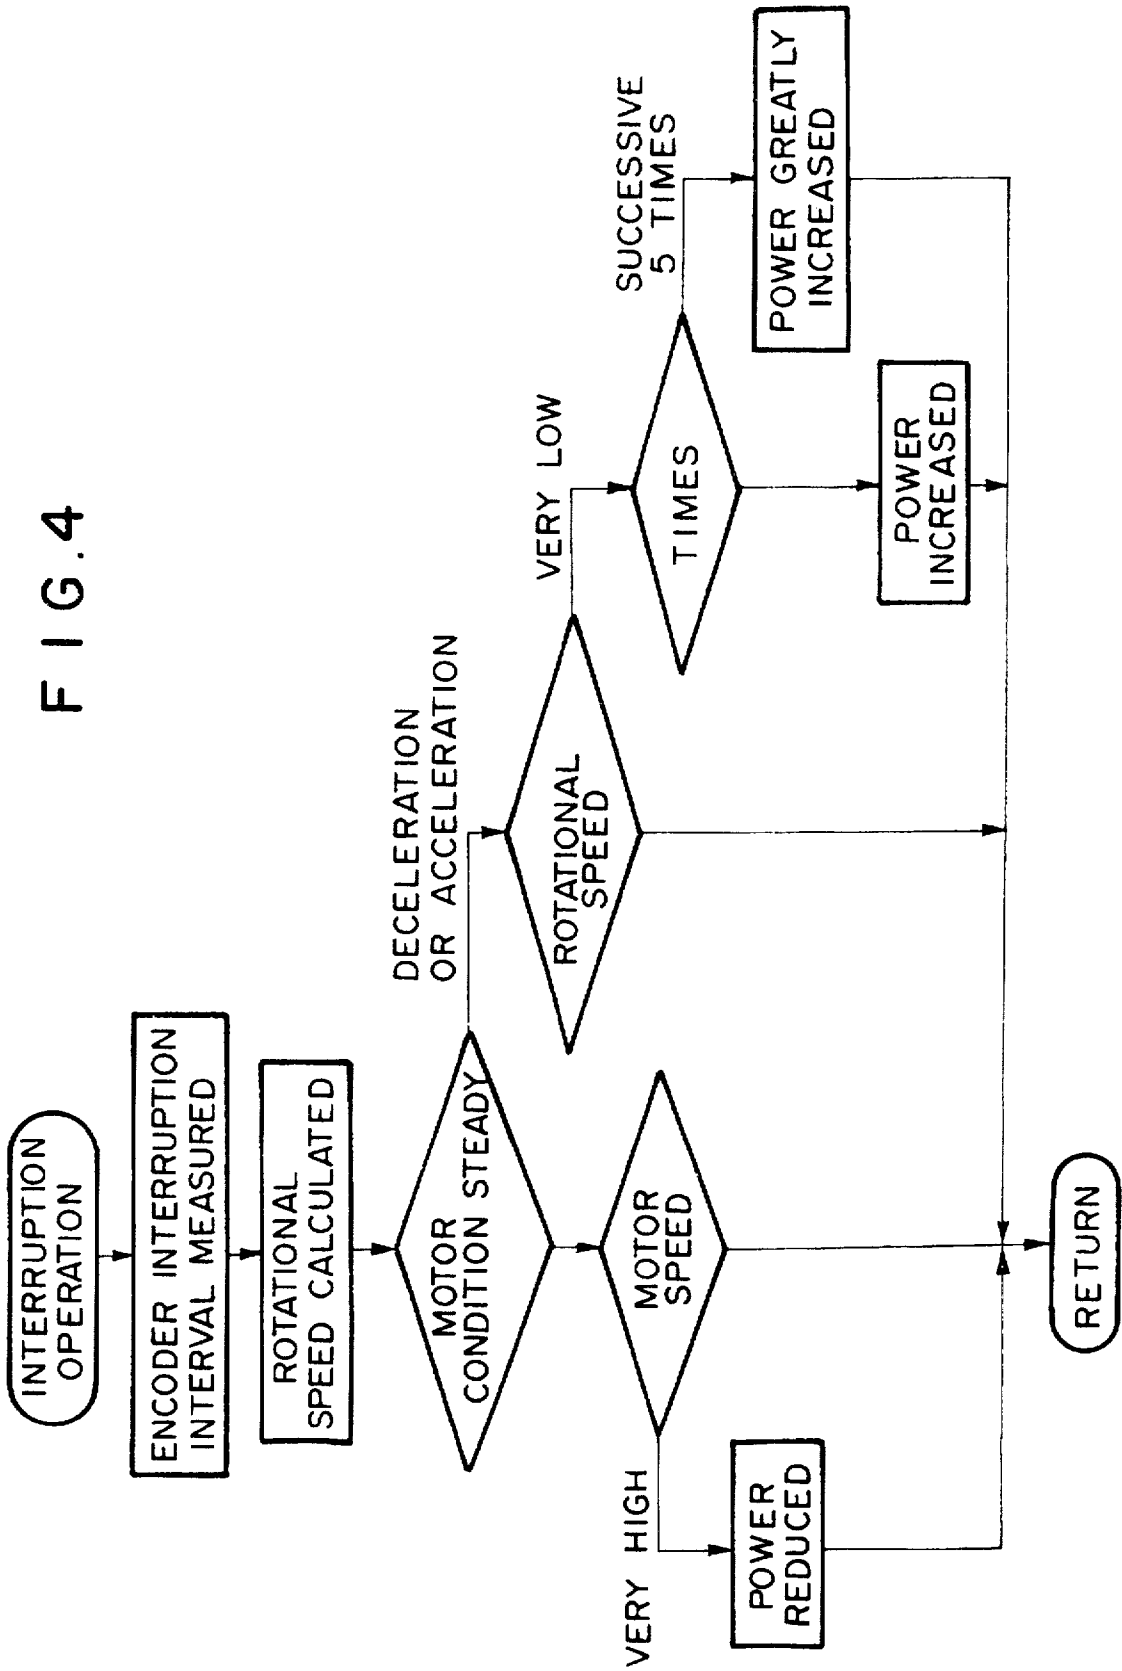 FIG.4
INTERRUPTION
OPERATION
ENCODER INTERRUPTION
INTERVAL MEASURED
ROTATIONAL
SPEED CALCULATED
MOTOR
CONDITION STEADY
DECELERATION
OR ACCELERATION
MOTOR
SPEED
ROTATIONAL
SPEED
VERY HIGH
VERY LOW
POWER
REDUCED
TIMES
SUCCESSIVE
5 TIMES
POWER
INCREASED
POWER GREATLY
INCREASED
RETURN